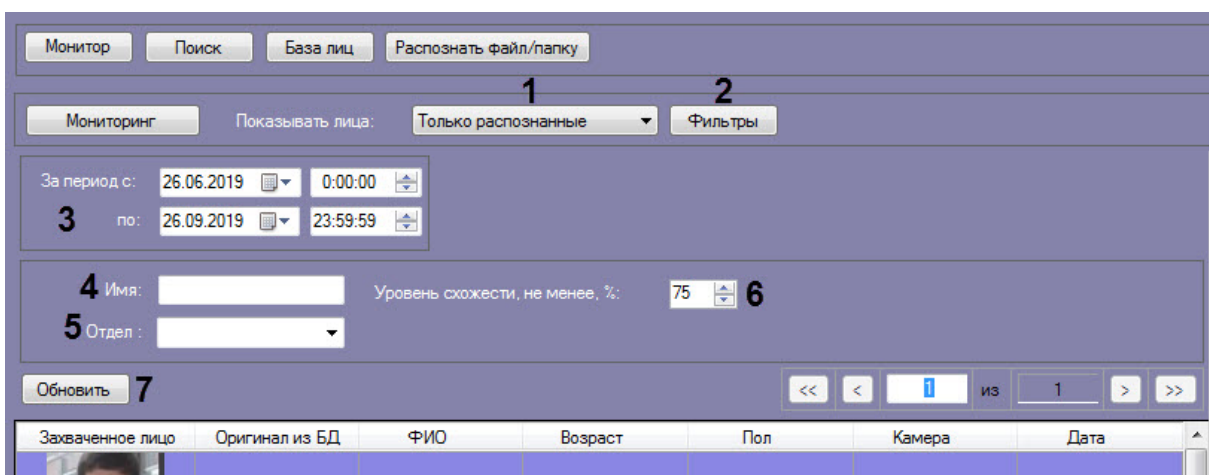 Монитор Поиск База лиц Распознать файл/папку
1 2
Мониторинг Показывать лица: Только распознанные Фильтры
За период с: 26.06.2019 0:00:00
3 по: 26.09.2019 23:59:59
4 Имя: Уровень схожести, не менее, %: 75 6
5 Отдел :
Обновить 7 << < 1 из 1 > >>
Захваченное лицо Оригинал из БД ФИО Возраст Пол Камера Дата